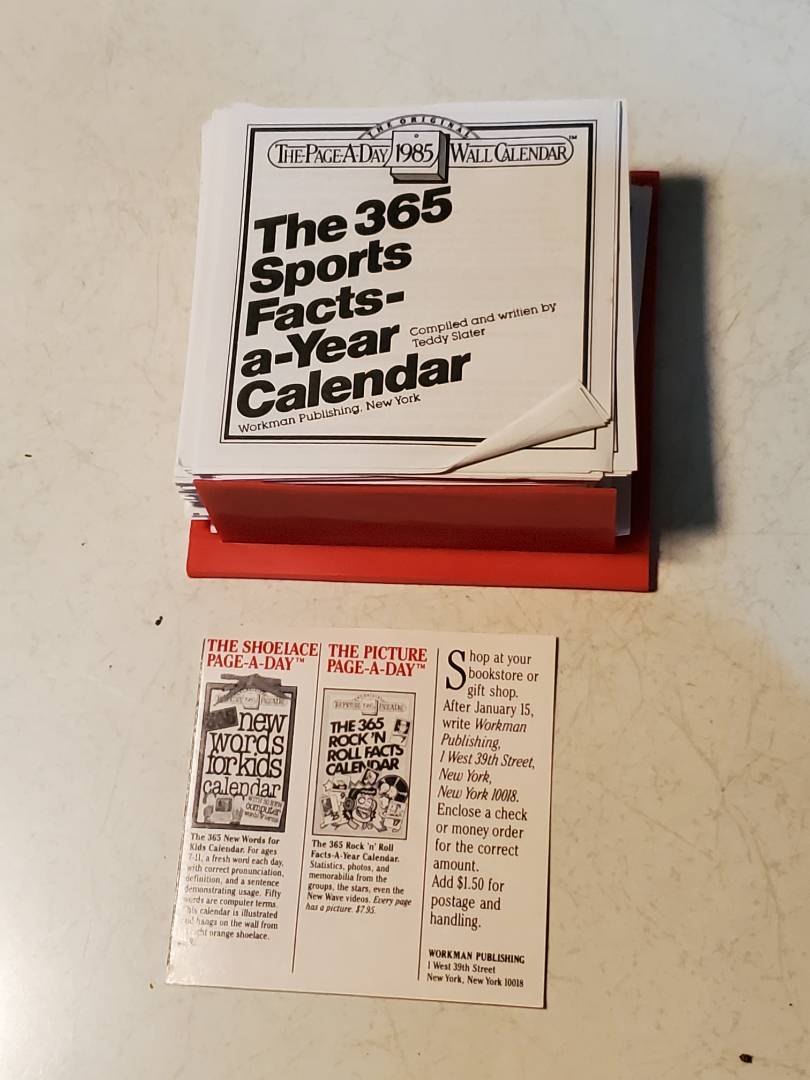 THE ORIGINAL
THE·PAGE·A·DAY 1985 WALL CALENDAR™
The 365
Sports
Facts-
a-Year
Calendar
Compiled and written by
Teddy Slater
Workman Publishing, New York
THE SHOELACE
PAGE-A-DAY™
new
words
for kids
calendar
computer
The 365 New Words for
Kids Calendar. For ages
7-11, a fresh word each day,
with correct pronunciation,
definition, and a sentence
demonstrating usage. Fifty
words are computer terms.
This calendar is illustrated
and hangs on the wall from
orange shoelace.
THE PICTURE
PAGE-A-DAY™
THE 365
ROCK 'N
ROLL FACTS
CALENDAR
The 365 Rock 'n' Roll
Facts-A-Year Calendar.
Statistics, photos, and
memorabilia from the
groups, the stars, even the
New Wave videos. Every page
has a picture. $7.95.
Shop at your
bookstore or
gift shop.
After January 15,
write Workman
Publishing,
1 West 39th Street,
New York,
New York 10018.
Enclose a check
or money order
for the correct
amount.
Add $1.50 for
postage and
handling.
WORKMAN PUBLISHING
1 West 39th Street
New York, New York 10018